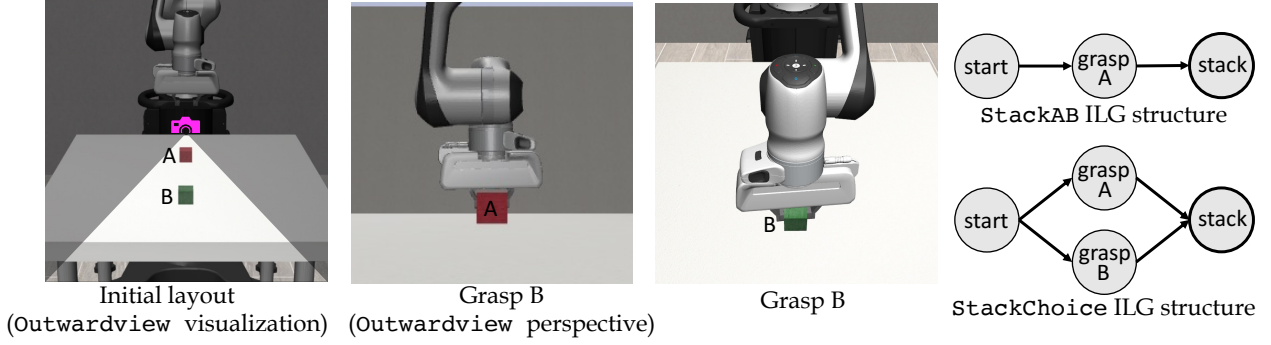 A
B
Initial layout
(Outwardview visualization)
A
Grasp B
(Outwardview perspective)
B
Grasp B
start
grasp
A
stack
StackAB ILG structure
start
grasp
A
grasp
B
stack
StackChoice ILG structure